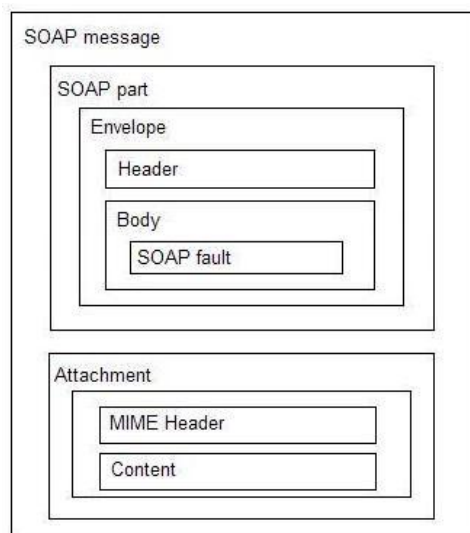 SOAP message
SOAP part
Envelope
Header
Body
SOAP fault
Attachment
MIME Header
Content